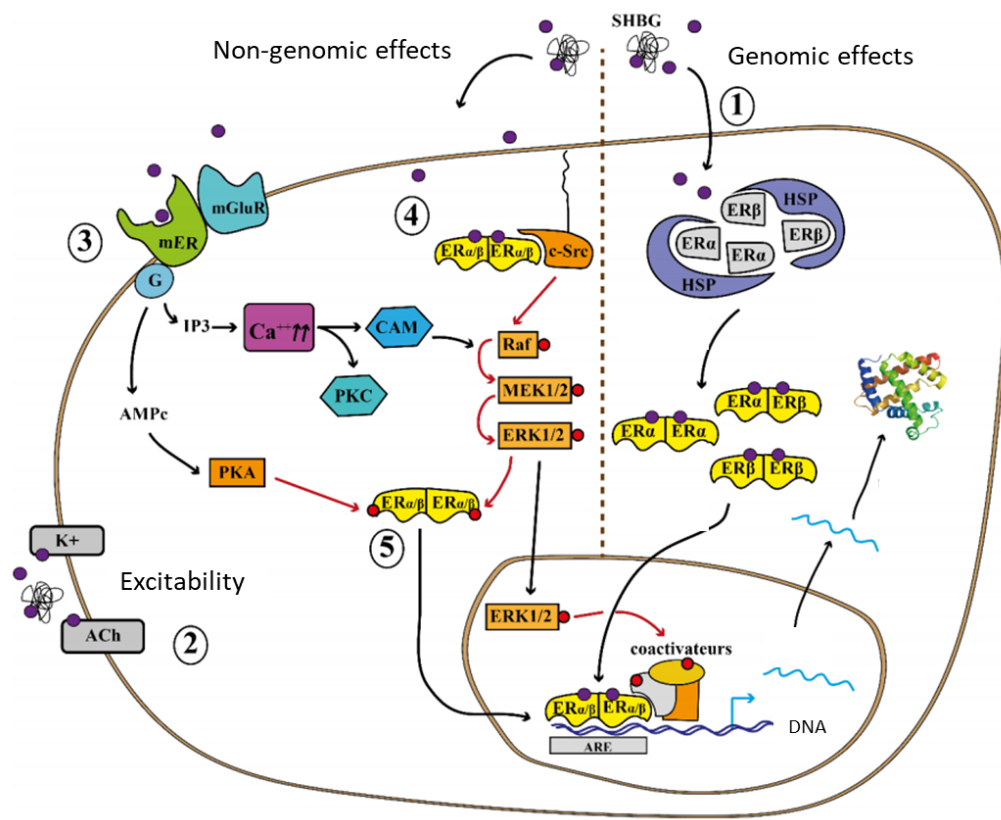 SHBG
Non-genomic effects
Genomic effects
1
mGluR
mER
3
G
4
ERα/β ERα/β
c-Src
HSP
ERβ
ERα
ERβ
ERα
HSP
IP3
Ca++⇈
CAM
PKC
Raf
MEK1/2
ERK1/2
AMPc
PKA
ERα/β ERα/β
5
ERα ERβ
ERα ERα
ERβ ERβ
K+
Excitability
ACh
2
ERK1/2
coactivateurs
ERα/β ERα/β
DNA
ARE